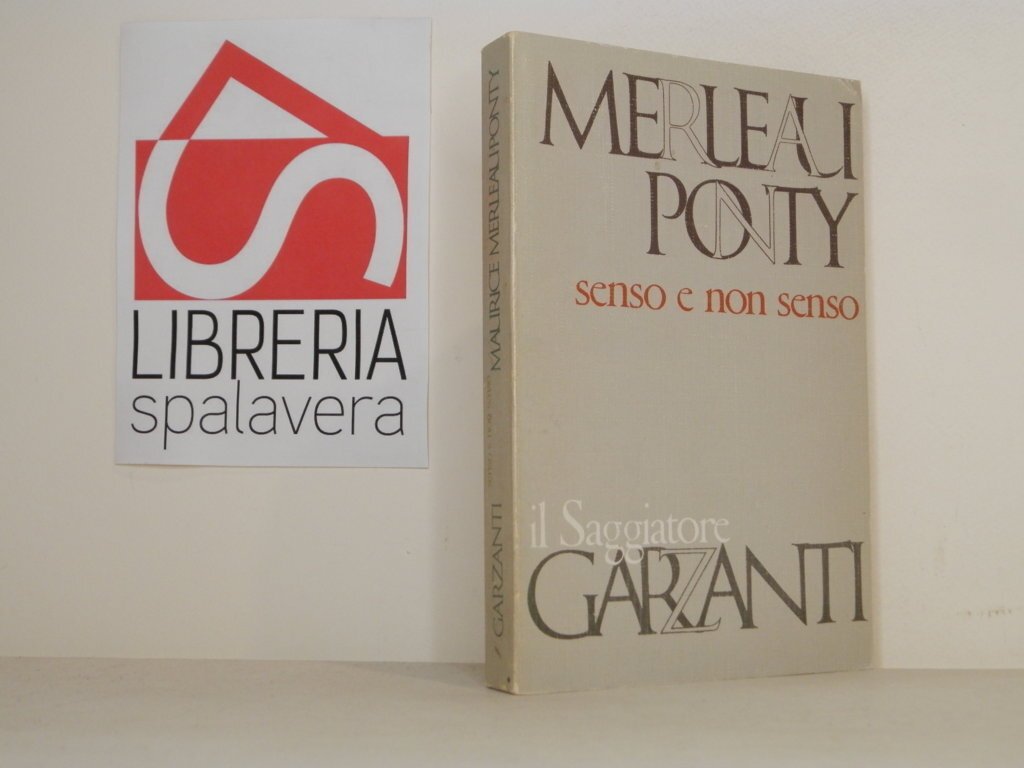 LIBRERIA
spalavera
MAURICE MERLEAU PONTY
GARZANTI
MERLEAU
PONTY
senso e non senso
il Saggiatore
GARZANTI